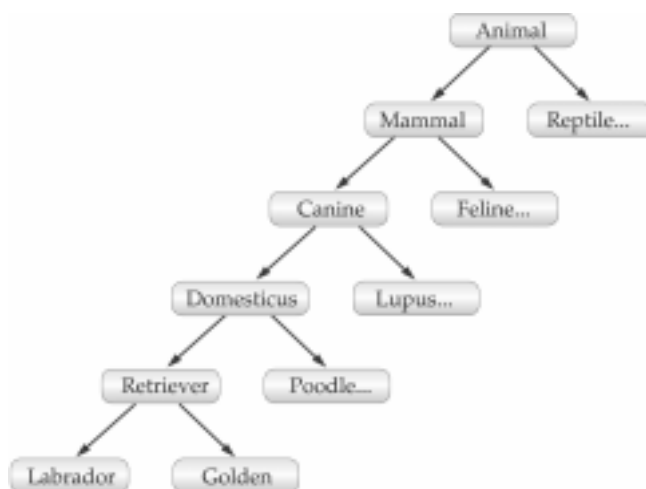 Animal
Mammal
Reptile...
Canine
Feline...
Domesticus
Lupus...
Retriever
Poodle...
Labrador
Golden